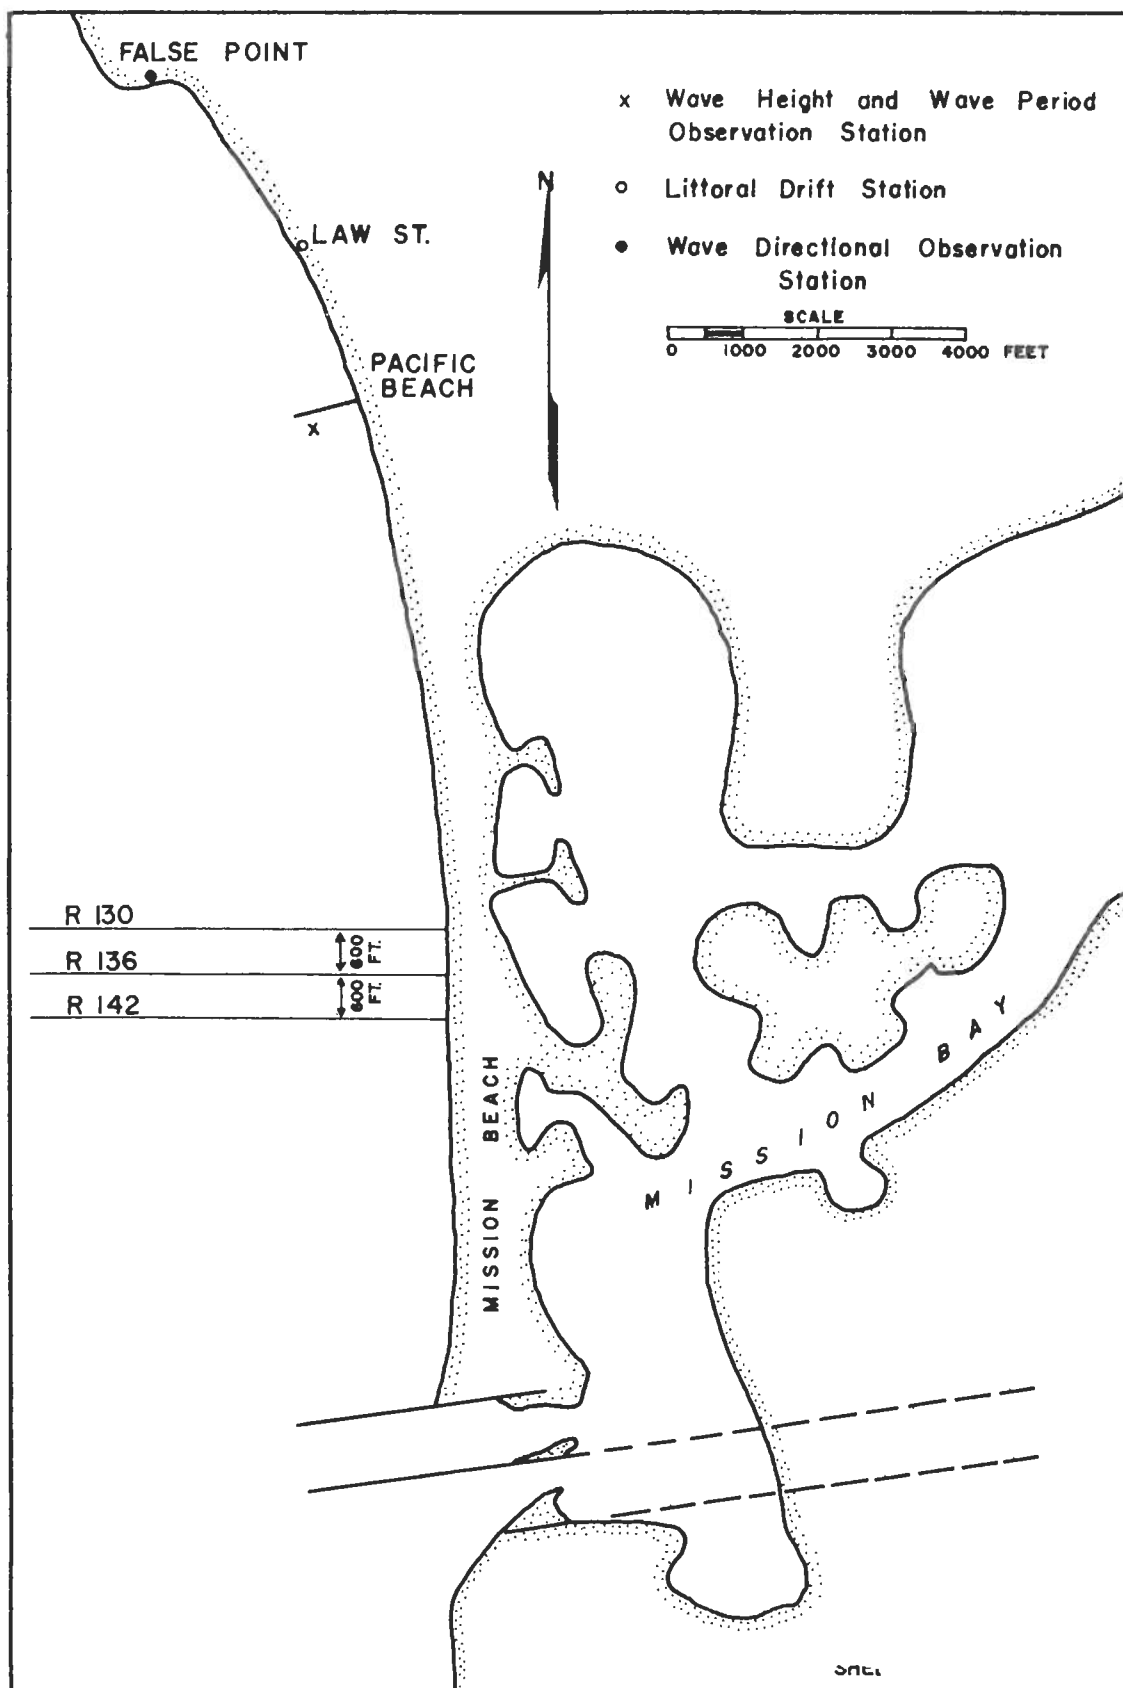 FALSE POINT
x Wave Height and Wave Period
Observation Station
N
Littoral Drift Station
LAW ST.
Wave Directional Observation
Station
SCALE
0 1000 2000 3000 4000 FEET
PACIFIC
BEACH
x
R 130
600
FT.
R 136
600
FT.
R 142
MISSION BEACH
MISSION BAY